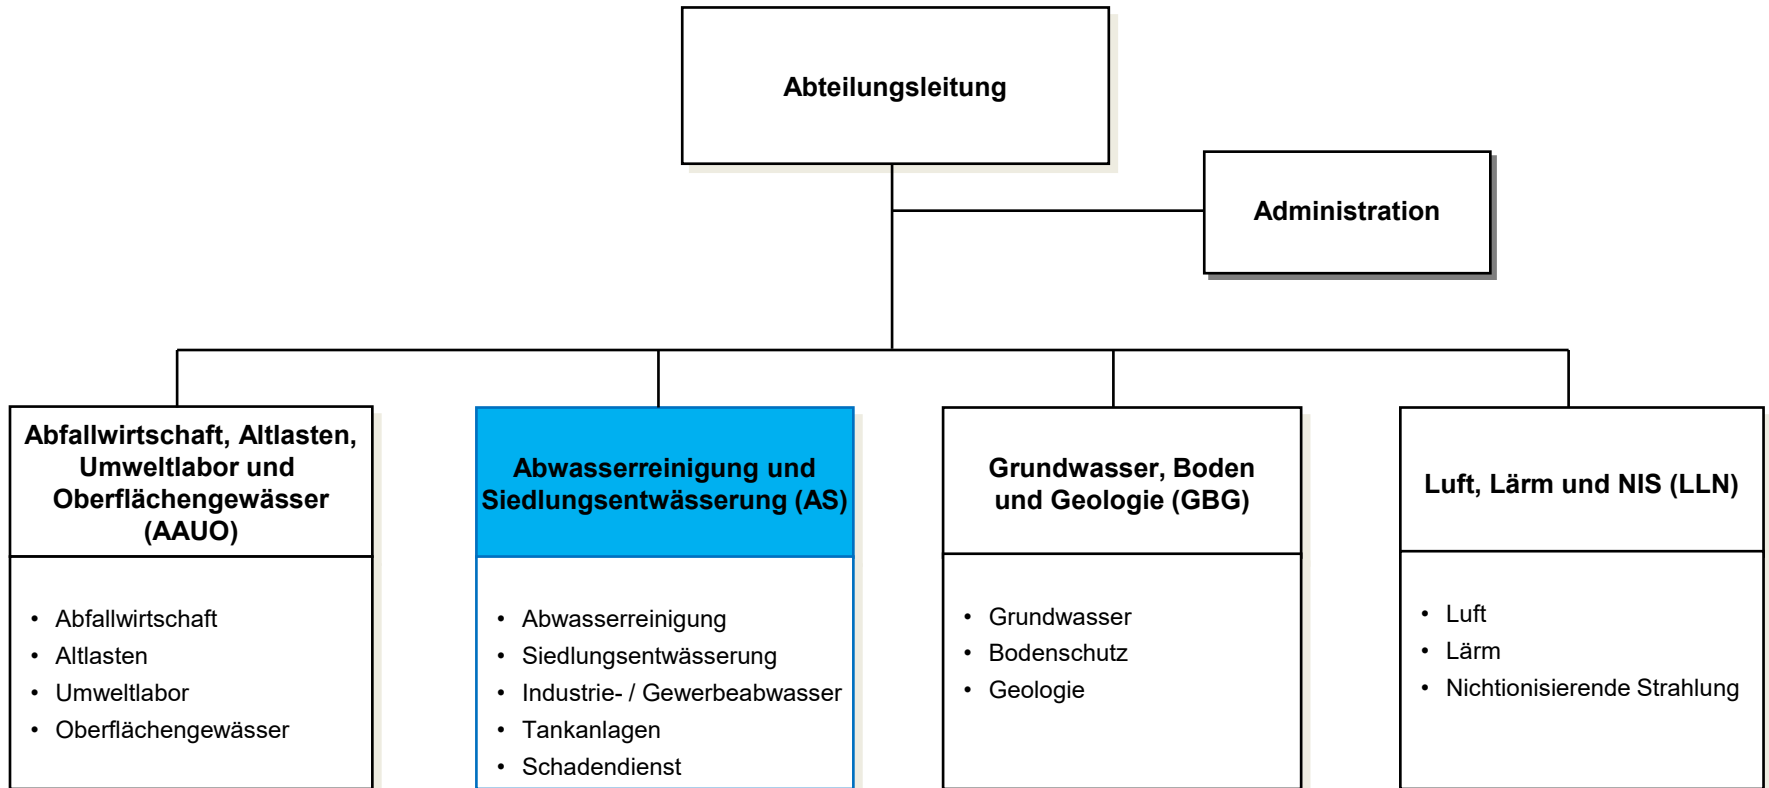 Abteilungsleitung
Administration
Abfallwirtschaft, Altlasten,
Umweltlabor und
Oberflächengewässer
(AAUO)
• Abfallwirtschaft
• Altlasten
• Umweltlabor
• Oberflächengewässer
Abwasserreinigung und
Siedlungsentwässerung (AS)
• Abwasserreinigung
• Siedlungsentwässerung
• Industrie- / Gewerbeabwasser
• Tankanlagen
• Schadendienst
Grundwasser, Boden
und Geologie (GBG)
• Grundwasser
• Bodenschutz
• Geologie
Luft, Lärm und NIS (LLN)
• Luft
• Lärm
• Nichtionisierende Strahlung